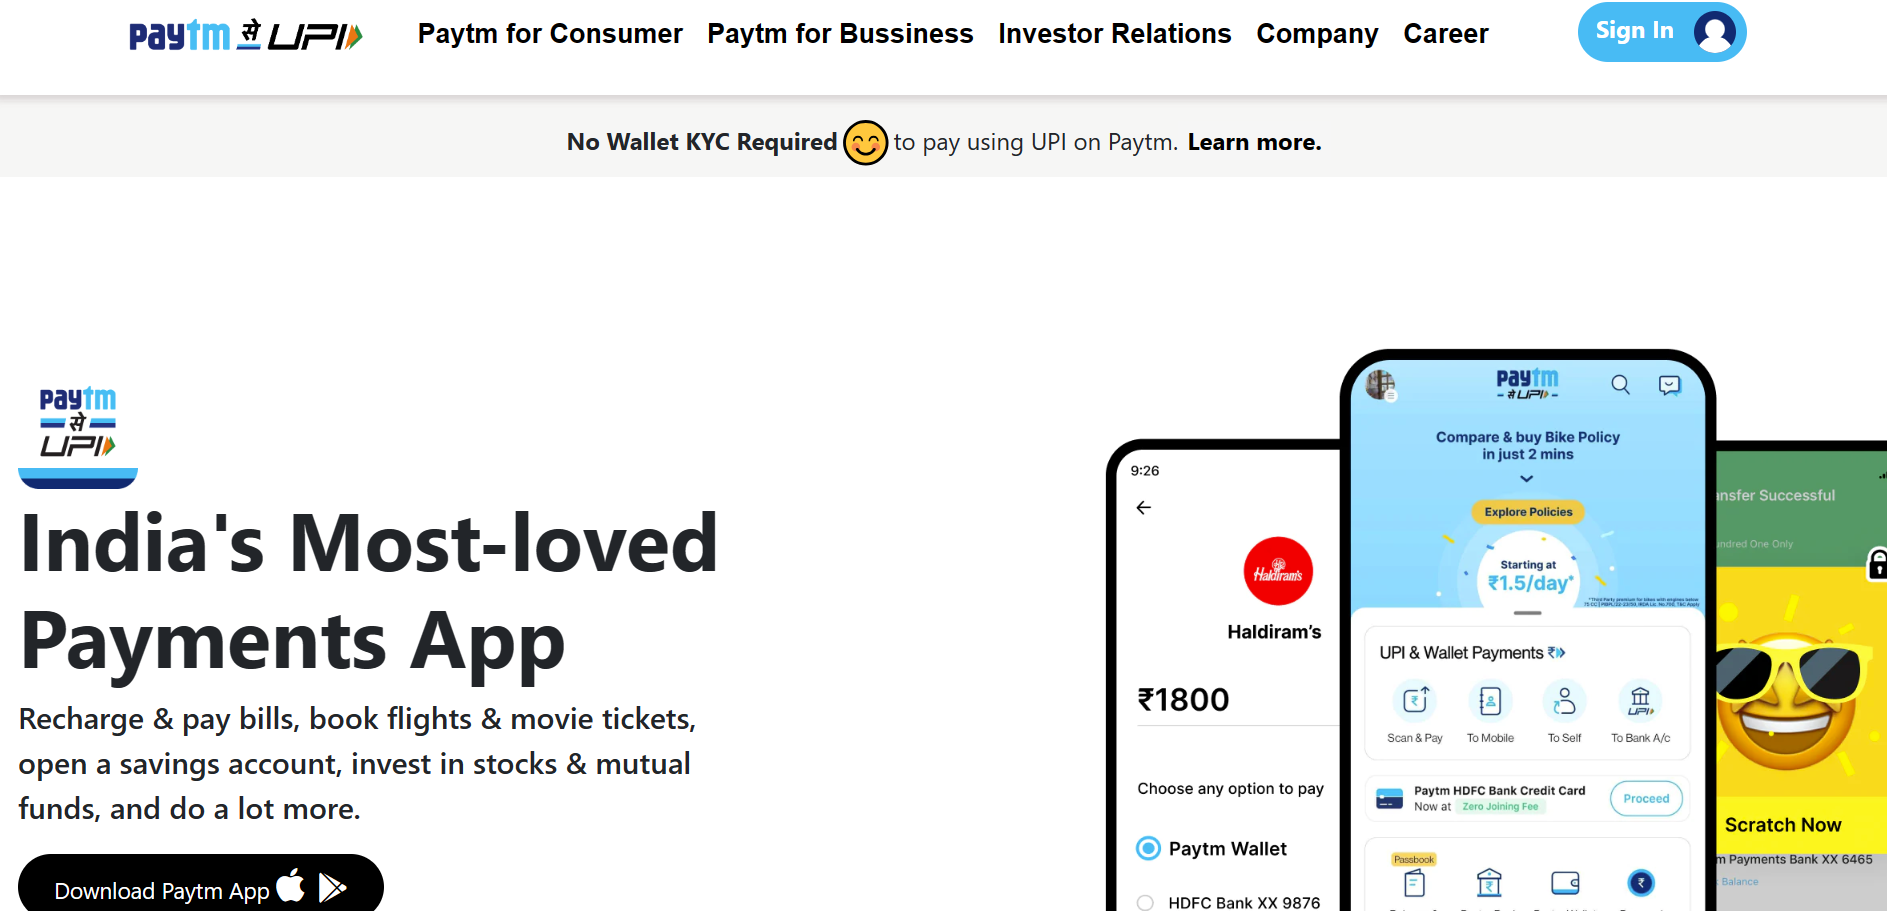 paytm से UPI
Paytm for Consumer
Paytm for Bussiness
Investor Relations
Company
Career
Sign In
No Wallet KYC Required to pay using UPI on Paytm. Learn more.
paytm
से
UPI
India's Most-loved
Payments App
Recharge & pay bills, book flights & movie tickets,
open a savings account, invest in stocks & mutual
funds, and do a lot more.
Download Paytm App
9:26
Haldiram's
Haldiram's
₹1800
Choose any option to pay
Paytm Wallet
HDFC Bank XX 9876
paytm
से UPI
Compare & buy Bike Policy
in just 2 mins
Explore Policies
Starting at
₹1.5/day*
UPI & Wallet Payments
Scan & Pay
To Mobile
To Self
UPI
To Bank A/c
Paytm HDFC Bank Credit Card
Now at Zero Joining Fee
Proceed
Passbook
Successful
One Only
Scratch Now
Payments Bank XX 6465
Balance